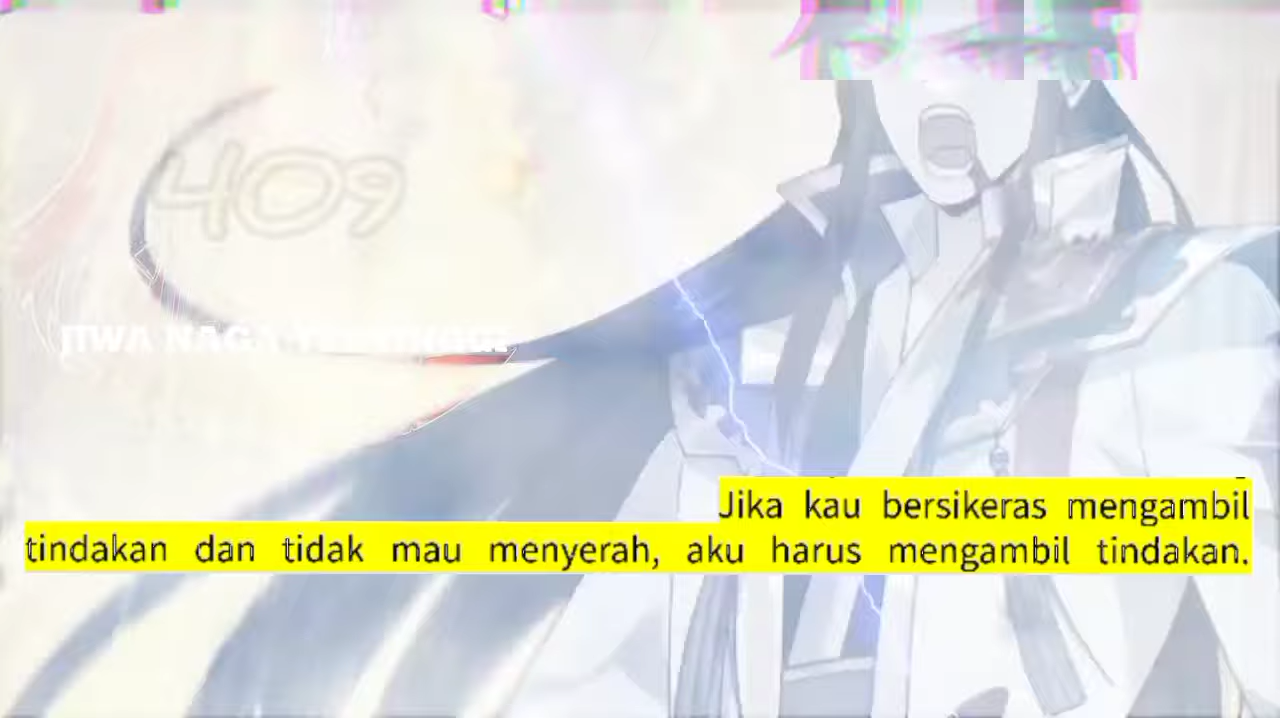 409
JIWA NAGA
Jika kau bersikeras mengambil
tindakan dan tidak mau menyerah, aku harus mengambil tindakan.